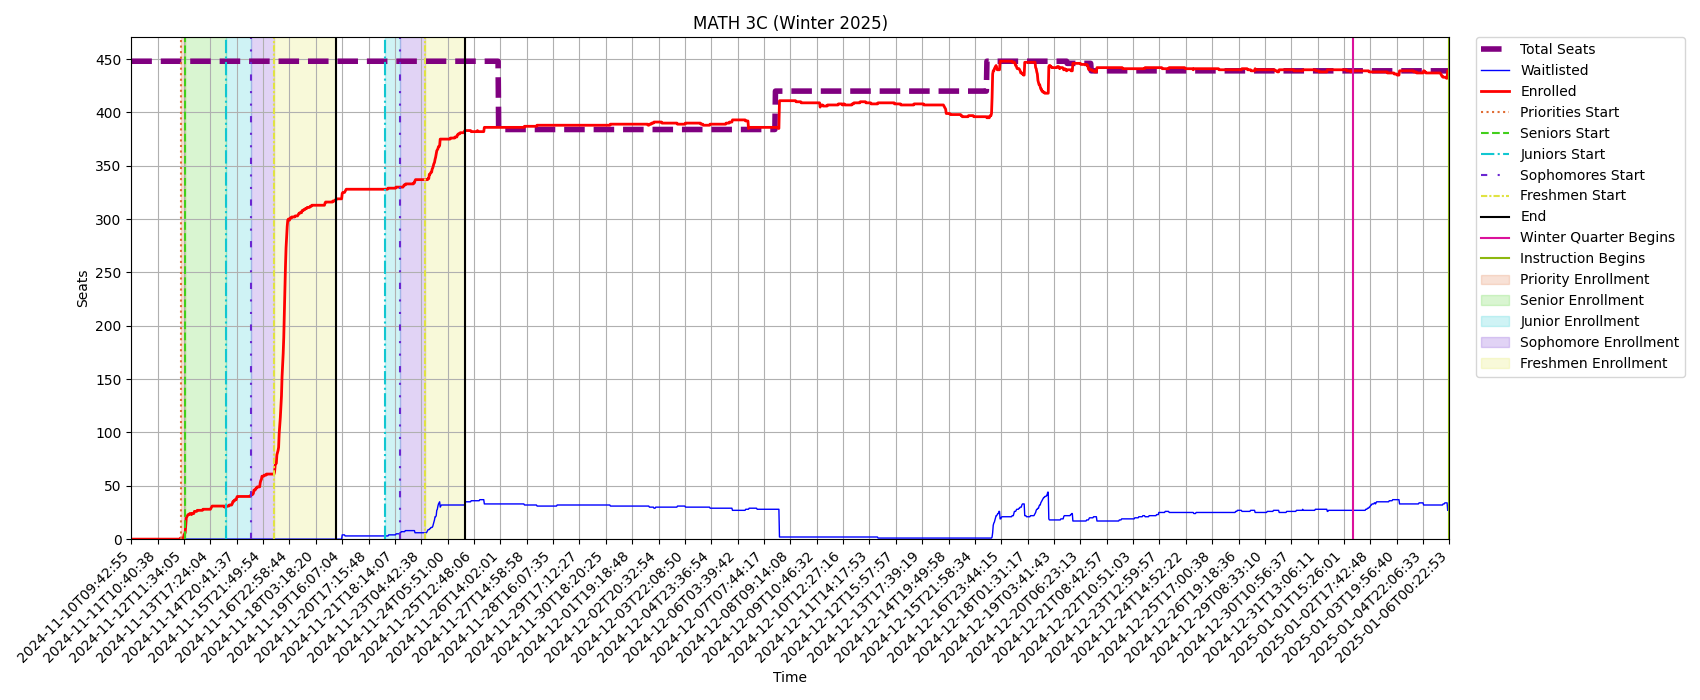 MATH 3C (Winter 2025)
Seats
450
400
350
300
250
200
150
100
50
0
2024-11-10T09:42:55
2024-11-11T10:40:38
2024-11-12T11:34:05
2024-11-13T17:24:04
2024-11-14T20:41:37
2024-11-15T21:49:54
2024-11-16T22:58:44
2024-11-18T03:18:20
2024-11-19T16:07:04
2024-11-20T17:15:48
2024-11-21T18:14:07
2024-11-23T04:42:38
2024-11-24T05:51:00
2024-11-25T12:48:06
2024-11-26T14:02:01
2024-11-27T14:58:58
2024-11-28T16:07:35
2024-11-29T17:12:27
2024-11-30T18:20:25
2024-12-01T19:18:48
2024-12-02T20:32:54
2024-12-03T22:08:50
2024-12-04T23:36:54
2024-12-06T03:39:42
2024-12-07T07:44:17
2024-12-08T09:14:08
2024-12-09T10:46:32
2024-12-10T12:27:16
2024-12-11T14:17:53
2024-12-12T15:57:57
2024-12-13T17:39:19
2024-12-14T19:49:58
2024-12-15T21:58:34
2024-12-16T23:44:15
2024-12-18T01:31:17
2024-12-19T03:41:43
2024-12-20T06:23:13
2024-12-21T08:42:57
2024-12-22T10:51:03
2024-12-23T12:59:57
2024-12-24T14:52:22
2024-12-25T17:00:38
2024-12-26T19:18:36
2024-12-29T08:33:10
2024-12-30T10:56:37
2024-12-31T13:06:11
2025-01-01T15:26:01
2025-01-02T17:42:48
2025-01-03T19:56:40
2025-01-04T22:06:33
2025-01-06T00:22:53
Time
Total Seats
Waitlisted
Enrolled
Priorities Start
Seniors Start
Juniors Start
Sophomores Start
Freshmen Start
End
Winter Quarter Begins
Instruction Begins
Priority Enrollment
Senior Enrollment
Junior Enrollment
Sophomore Enrollment
Freshmen Enrollment